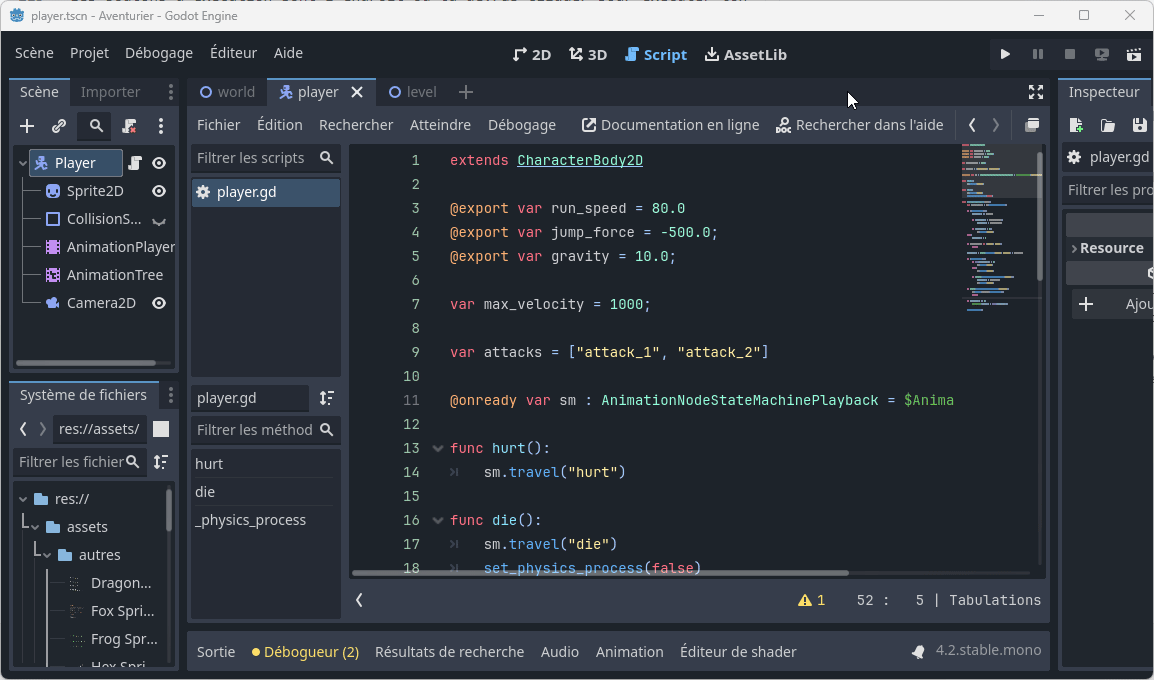 player.tscn - Aventurier - Godot Engine
Scène Projet Débogage Éditeur Aide
2D 3D Script AssetLib
Scène Importer
world player level
Inspecteur
Fichier Édition Rechercher Atteindre Débogage Documentation en ligne Rechercher dans l'aide
Player
Sprite2D
CollisionS...
AnimationPlayer
AnimationTree
Camera2D
Système de fichiers
res://assets/
Filtrer les fichier
res://
assets
autres
Dragon...
Fox Spri...
Frog Spr...
Hex Spri
Filtrer les scripts
player.gd
player.gd
Filtrer les méthod
hurt
die
_physics_process
1 extends CharacterBody2D
2
3 @export var run_speed = 80.0
4 @export var jump_force = -500.0;
5 @export var gravity = 10.0;
6
7 var max_velocity = 1000;
8
9 var attacks = ["attack_1", "attack_2"]
10
11 @onready var sm : AnimationNodeStateMachinePlayback = $Anima
12
13 func hurt():
14 sm.travel("hurt")
15
16 func die():
17 sm.travel("die")
18 set_physics_process(false)
1 52 : 5 | Tabulations
player.gd
Filtrer les pro
Resource
Ajou
Sortie Débogueur (2) Résultats de recherche Audio Animation Éditeur de shader 4.2.stable.mono